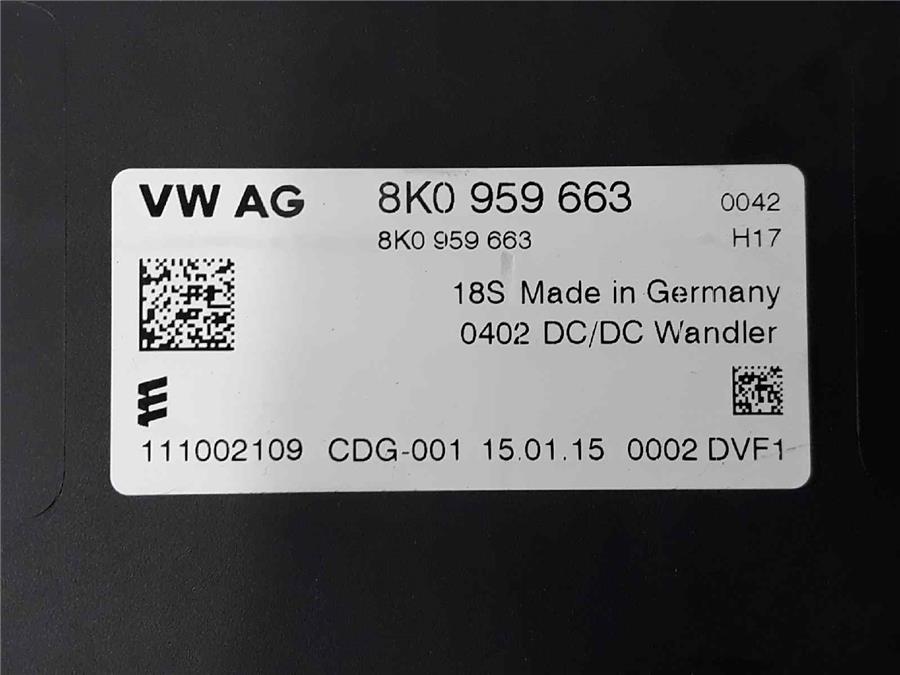 VW AG 8K0 959 663 0042
8K0 959 663 H17
18S Made in Germany
0402 DC/DC Wandler
111002109 CDG-001 15.01.15 0002 DVF1